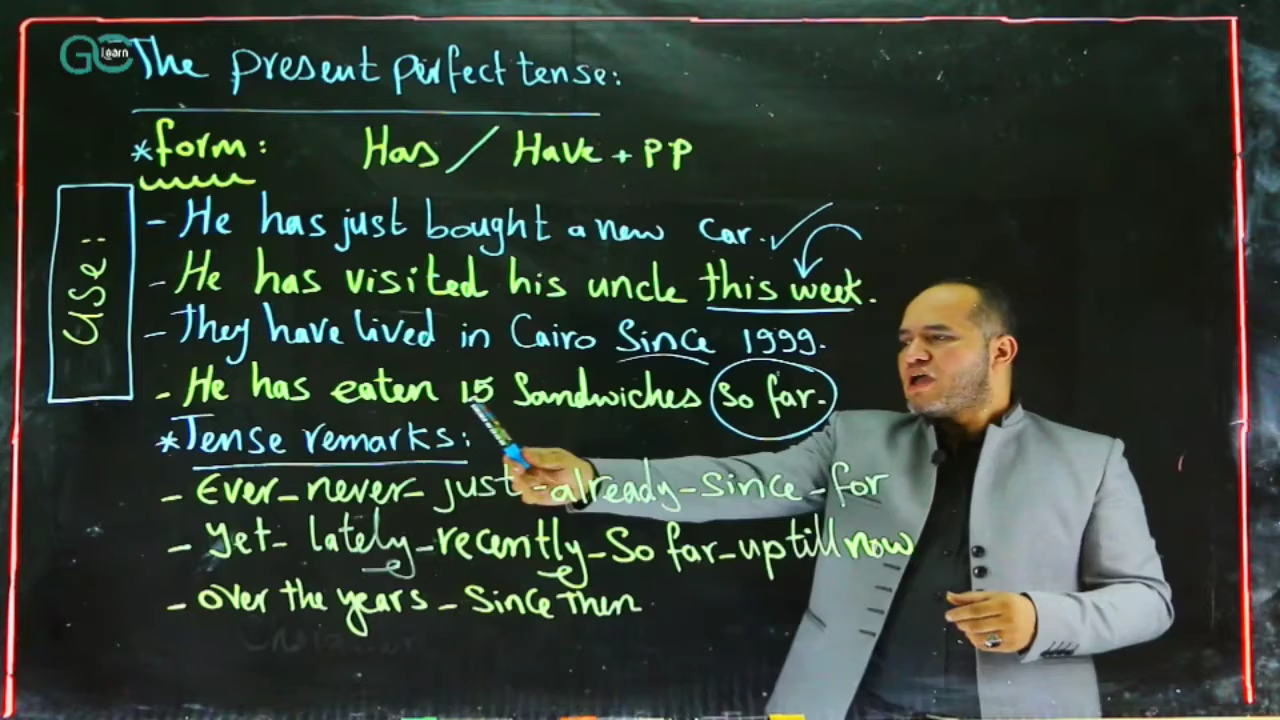 GO Learn
The present perfect tense:
*form: Has / Have + PP
Use:
- He has just bought a new car.
- He has visited his uncle this week.
- They have lived in Cairo Since 1999.
- He has eaten 15 Sandwiches So far.
*Tense remarks:
- Ever - never - just - already - since - for
- Yet - lately - recently - So far - up till now
- over the years - Since Then